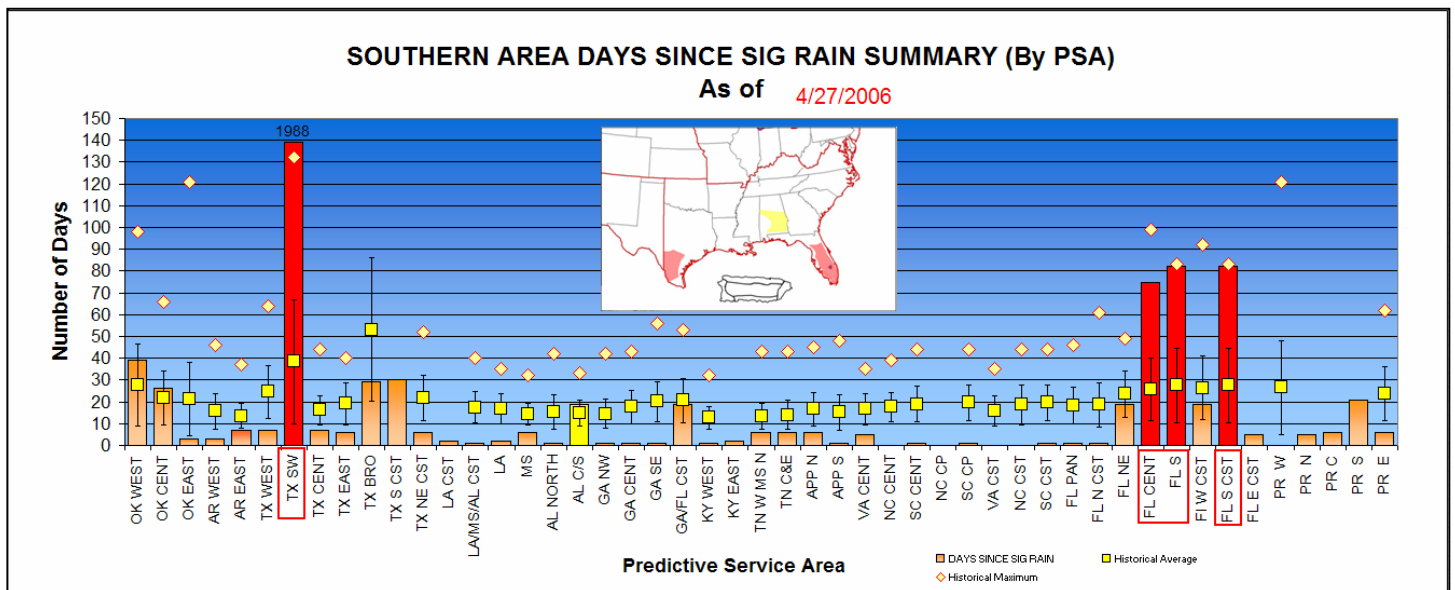 SOUTHERN AREA DAYS SINCE SIG RAIN SUMMARY (By PSA)
As of 4/27/2006
Number of Days
150
140
130
120
110
100
90
80
70
60
50
40
30
20
10
0
1988
OK WEST
OK CENT
OK EAST
AR WEST
AR EAST
TX WEST
TX SW
TX CENT
TX EAST
TX BRO
TX S CST
TX NE CST
LA CST
LA/MS/AL CST
LA
MS
AL NORTH
AL C/S
GA NW
GA CENT
GA SE
GA/FL CST
KY WEST
KY EAST
TN W MS N
TN C&E
APP N
APP S
VA CENT
NC CENT
SC CENT
NC CP
SC CP
VA CST
NC CST
SC CST
FL PAN
FL N CST
FL NE
FL CENT
FL S
Fl W CST
FL S CST
FL E CST
PR W
PR N
PR C
PR S
PR E
Predictive Service Area
DAYS SINCE SIG RAIN
Historical Average
Historical Maximum